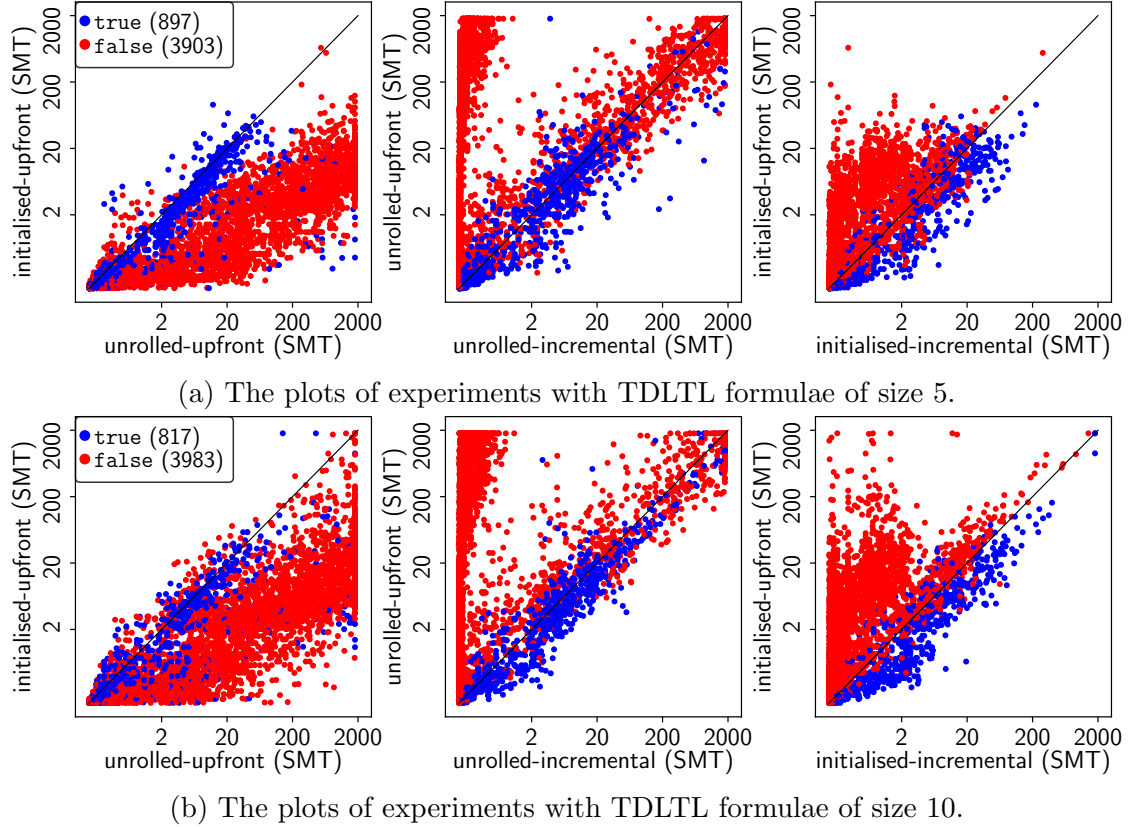 true (897)
false (3903)
initialised-upfront (SMT)
2000
200
20
2
2 20 200 2000
unrolled-upfront (SMT)
unrolled-upfront (SMT)
2000
200
20
2
2 20 200 2000
unrolled-incremental (SMT)
initialised-upfront (SMT)
2000
200
20
2
2 20 200 2000
initialised-incremental (SMT)
(a) The plots of experiments with TDLTL formulae of size 5.
true (817)
false (3983)
initialised-upfront (SMT)
2000
200
20
2
2 20 200 2000
unrolled-upfront (SMT)
unrolled-upfront (SMT)
2000
200
20
2
2 20 200 2000
unrolled-incremental (SMT)
initialised-upfront (SMT)
2000
200
20
2
2 20 200 2000
initialised-incremental (SMT)
(b) The plots of experiments with TDLTL formulae of size 10.